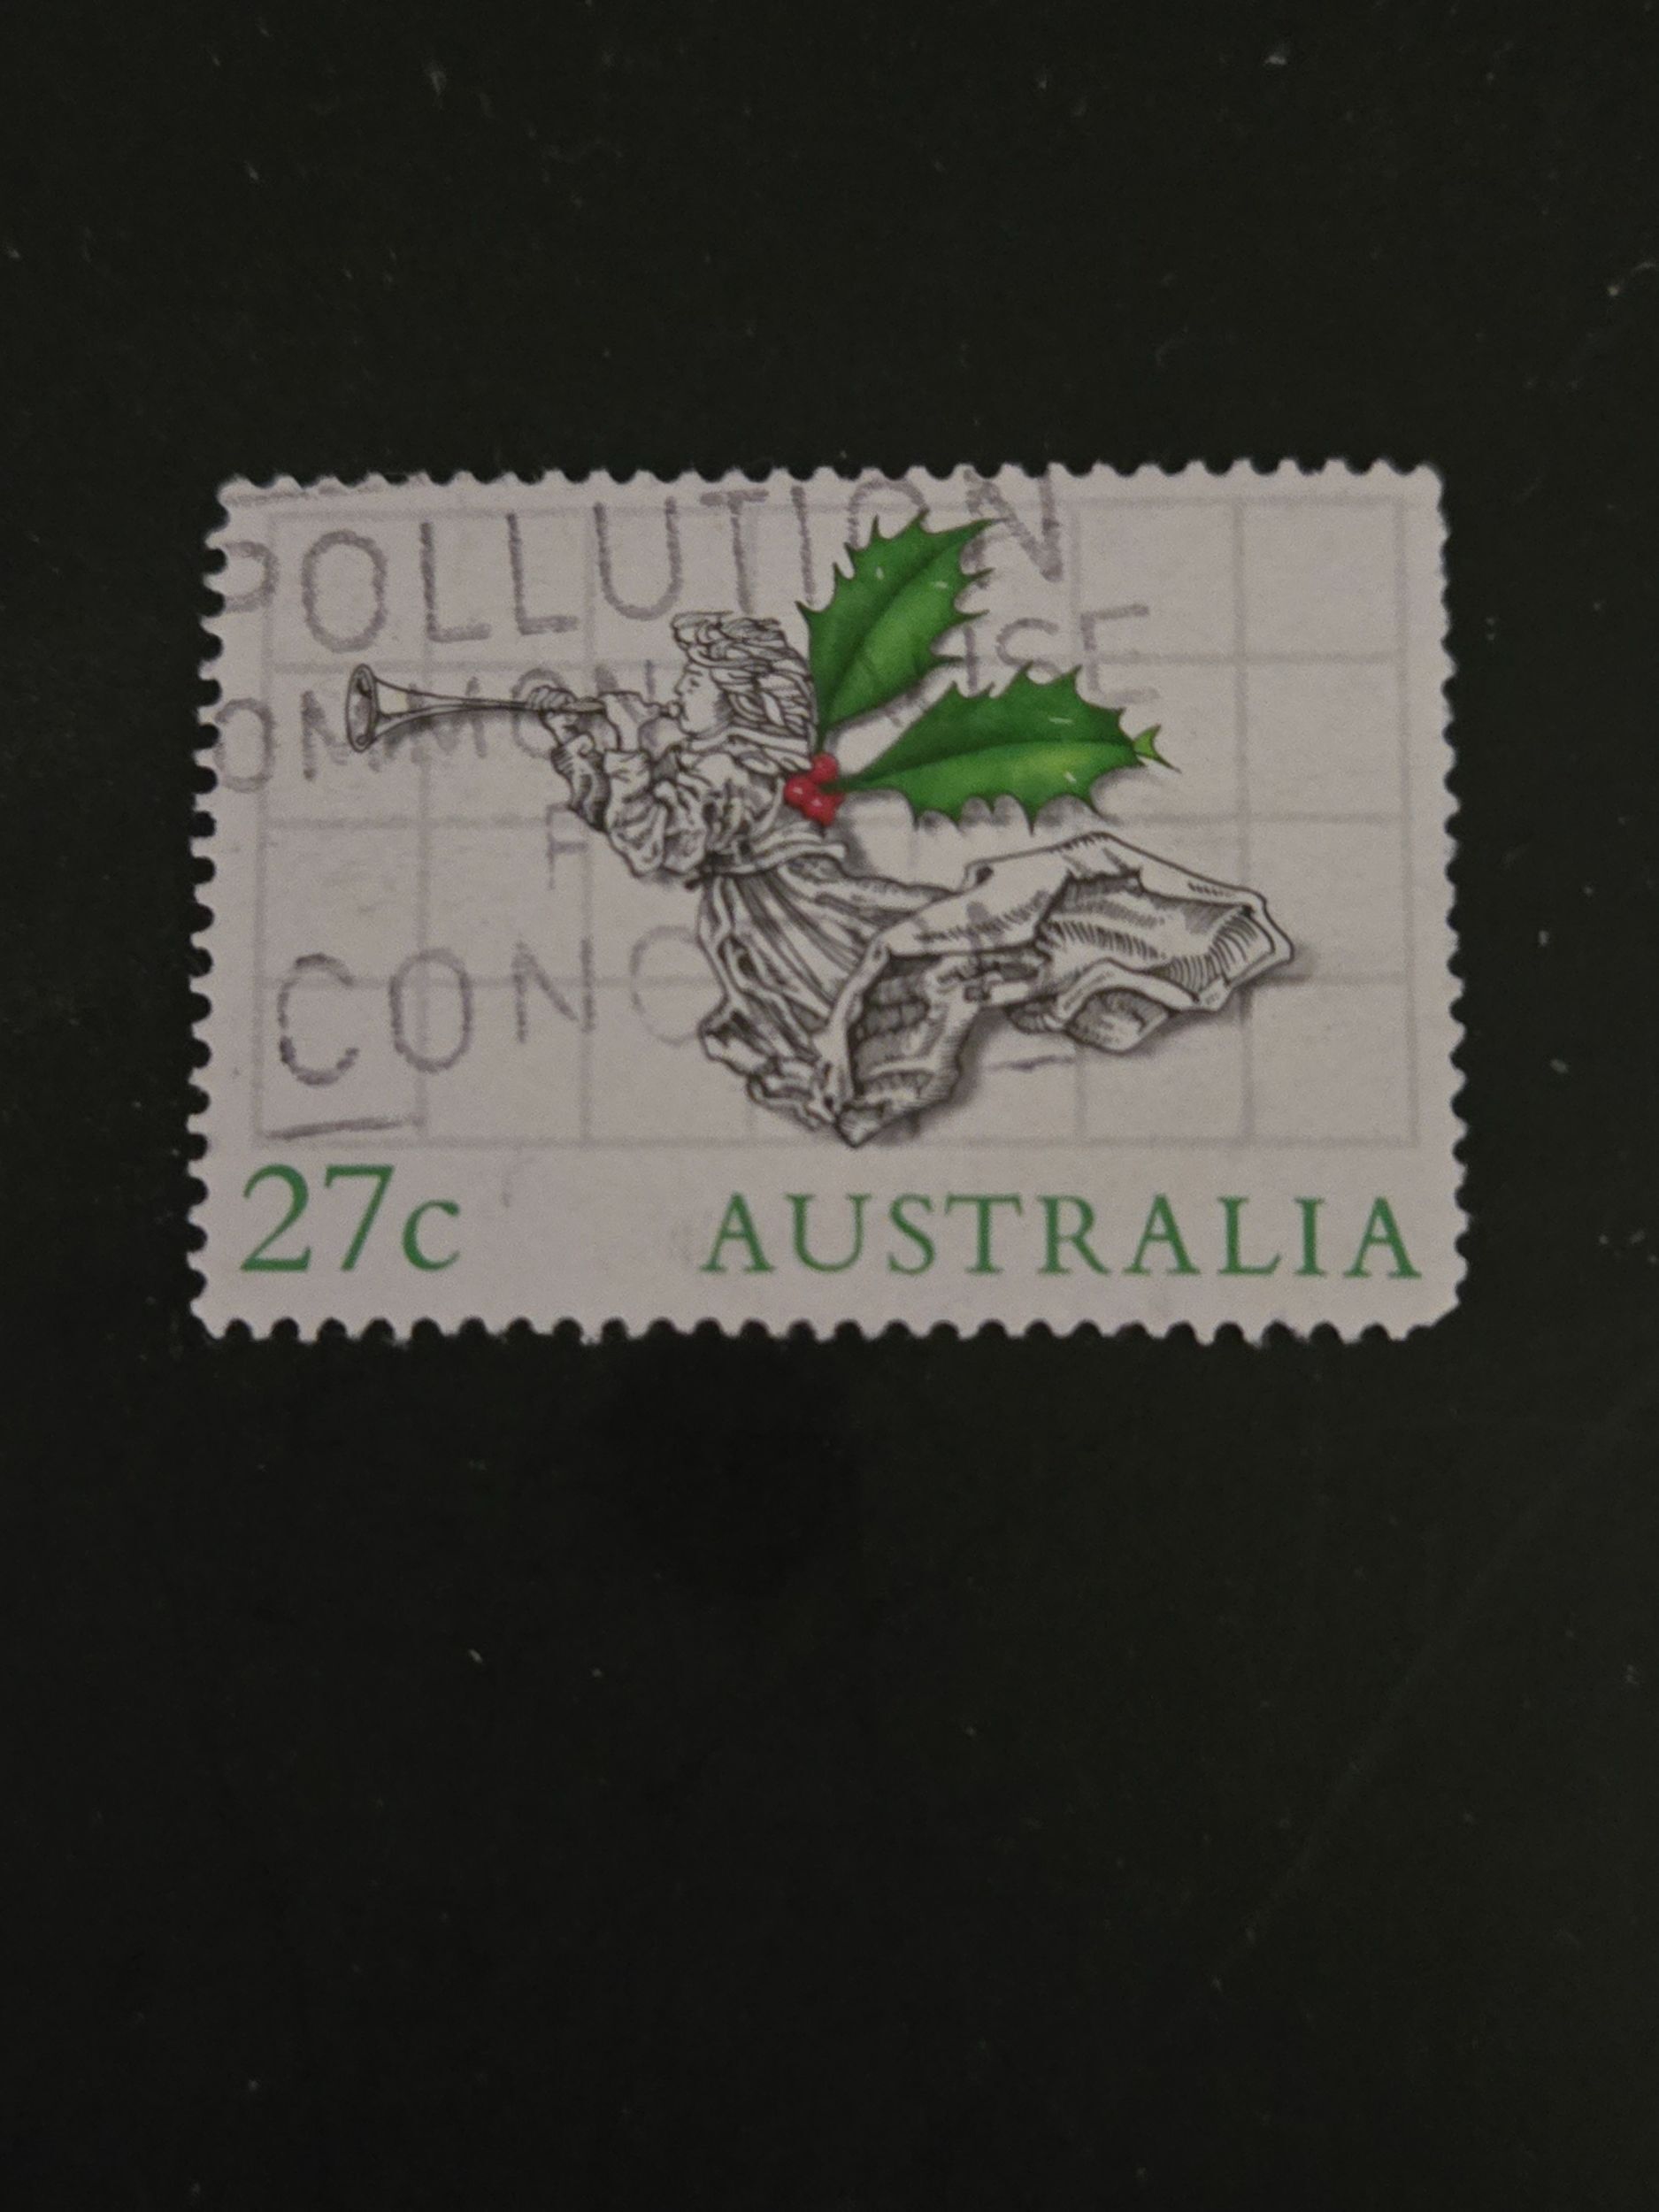 POLLUTION
CONC
27c AUSTRALIA